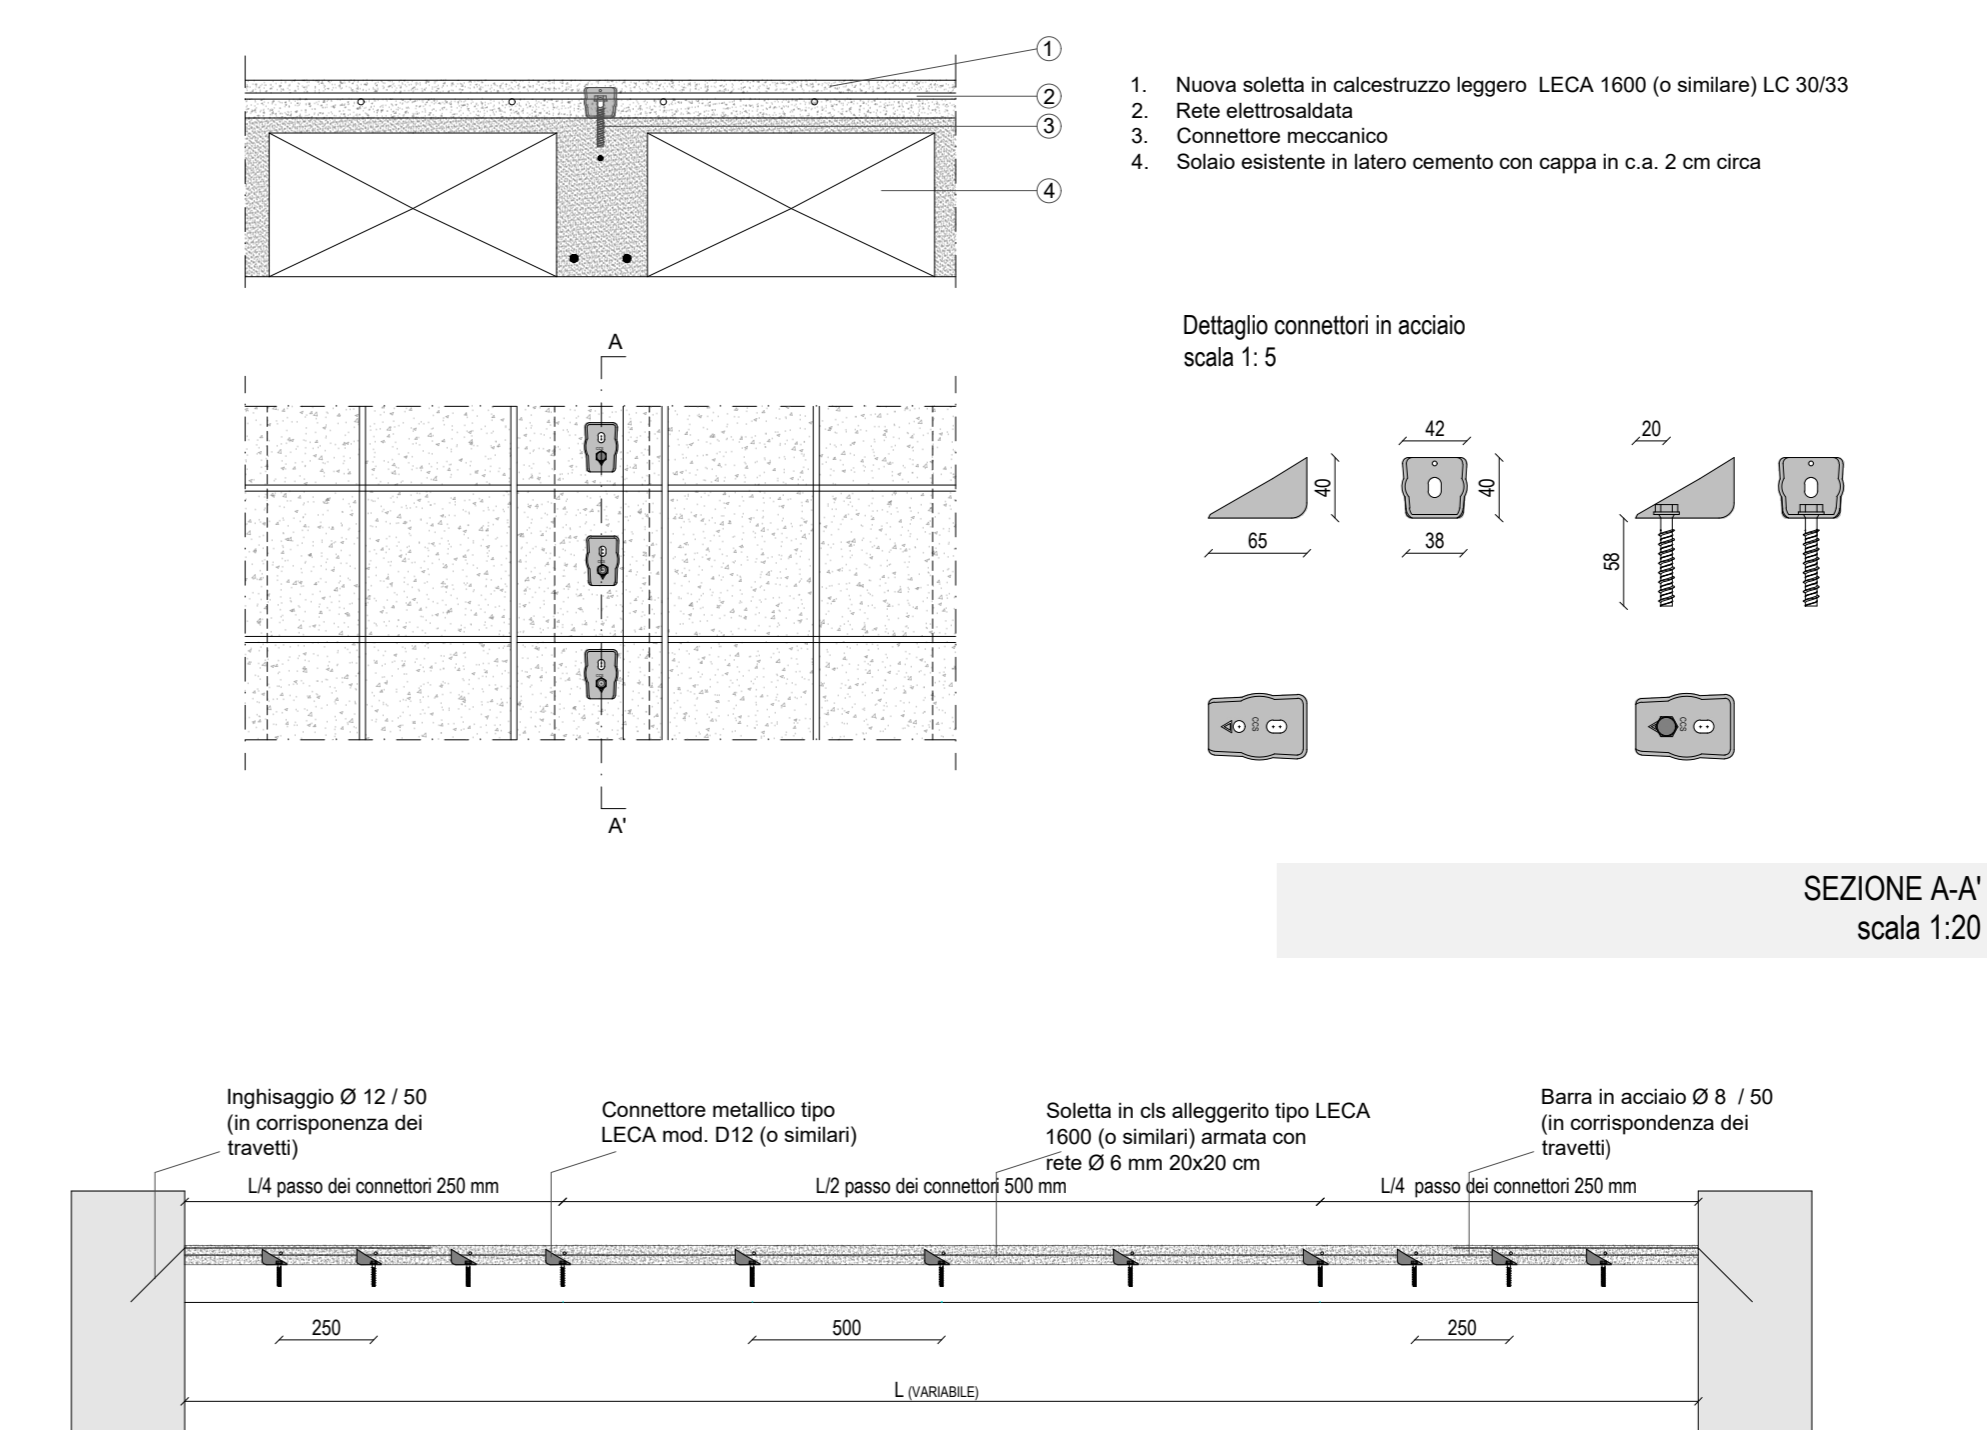 1
2
3
4
1. Nuova soletta in calcestruzzo leggero LECA 1600 (o similare) LC 30/33
2. Rete elettrosaldata
3. Connettore meccanico
4. Solaio esistente in latero cemento con cappa in c.a. 2 cm circa
A
A'
Dettaglio connettori in acciaio
scala 1: 5
65
40
42
40
38
20
58
CCS
CCS
SEZIONE A-A'
scala 1:20
Inghisaggio Ø 12 / 50
(in corrisponenza dei
travetti)
Connettore metallico tipo
LECA mod. D12 (o similari)
Soletta in cls alleggerito tipo LECA
1600 (o similari) armata con
rete Ø 6 mm 20x20 cm
Barra in acciaio Ø 8 / 50
(in corrispondenza dei
travetti)
L/4 passo dei connettori 250 mm
L/2 passo dei connettori 500 mm
L/4 passo dei connettori 250 mm
250
500
250
L (VARIABILE)